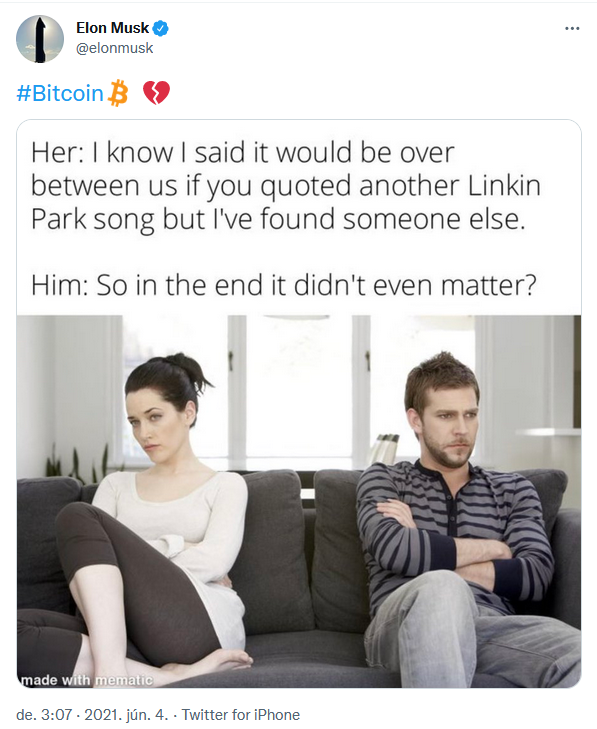 Elon Musk
@elonmusk
#Bitcoin
Her: I know I said it would be over
between us if you quoted another Linkin
Park song but I've found someone else.
Him: So in the end it didn't even matter?
made with mematic
de. 3:07 · 2021. jún. 4. · Twitter for iPhone